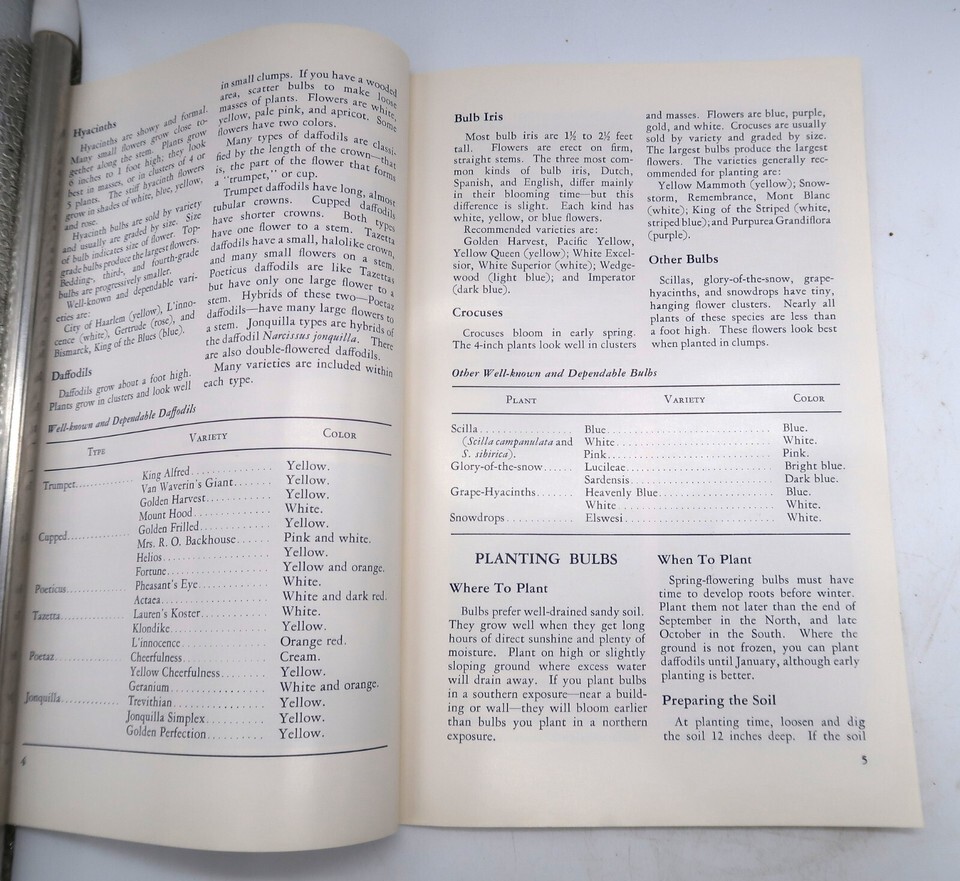 Hyacinths
Hyacinths are showy and formal.
Many small flowers grow close to-
gether along the stem. Plants grow
6 inches to 1 foot high; they look
best in masses, or in clusters of 4 or
5 plants. The stiff hyacinth flowers
grow in shades of white, blue, yellow,
and rose.
Hyacinth bulbs are sold by variety
and usually are graded by size. Size
of bulb indicates size of flower. Top-
grade bulbs produce the largest flowers.
Bedding-, third-, and fourth-grade
bulbs are progressively smaller.
Well-known and dependable vari-
eties are:
City of Haarlem (yellow), L'inno-
cence (white), Gertrude (rose), and
Bismarck, King of the Blues (blue).
Daffodils
Daffodils grow about a foot high.
Plants grow in clusters and look well
in small clumps. If you have a wooded
area, scatter bulbs to make loose
masses of plants. Flowers are white,
yellow, pale pink, and apricot. Some
flowers have two colors.
Many types of daffodils are classi-
fied by the length of the crown—that
is, the part of the flower that forms
a "trumpet," or cup.
Trumpet daffodils have long, almost
tubular crowns. Cupped daffodils
have shorter crowns. Both types
have one flower to a stem. Tazetta
daffodils have a small, halolike crown,
and many small flowers on a stem.
Poeticus daffodils are like Tazettas
but have only one large flower to a
stem. Hybrids of these two—Poetaz
daffodils—have many large flowers to
a stem. Jonquilla types are hybrids of
the daffodil Narcissus jonquilla. There
are also double-flowered daffodils.
Many varieties are included within
each type.
Well-known and Dependable Daffodils
TYPE VARIETY COLOR
Trumpet.............. King Alfred.............. Yellow.
Van Waverin's Giant....... Yellow.
Golden Harvest............ Yellow.
Mount Hood............. White.
Cupped.............. Golden Frilled............ Yellow.
Mrs. R. O. Backhouse...... Pink and white.
Helios.................. Yellow.
Fortune................. Yellow and orange.
Poeticus.............. Pheasant's Eye............ White.
Actaea.................. White and dark red.
Tazetta.............. Lauren's Koster........... White.
Klondike................ Yellow.
L'innocence.............. Orange red.
Poetaz.............. Cheerfulness.............. Cream.
Yellow Cheerfulness........ Yellow.
Geranium................ White and orange.
Jonquilla.............. Trevithian................ Yellow.
Jonquilla Simplex.......... Yellow.
Golden Perfection.......... Yellow.
4
Bulb Iris
Most bulb iris are 1½ to 2½ feet
tall. Flowers are erect on firm,
straight stems. The three most com-
mon kinds of bulb iris, Dutch,
Spanish, and English, differ mainly
in their blooming time—but this
difference is slight. Each kind has
white, yellow, or blue flowers.
Recommended varieties are:
Golden Harvest, Pacific Yellow,
Yellow Queen (yellow); White Excel-
sior, White Superior (white); Wedge-
wood (light blue); and Imperator
(dark blue).
Crocuses
Crocuses bloom in early spring.
The 4-inch plants look well in clusters
and masses. Flowers are blue, purple,
gold, and white. Crocuses are usually
sold by variety and graded by size.
The largest bulbs produce the largest
flowers. The varieties generally rec-
ommended for planting are:
Yellow Mammoth (yellow); Snow-
storm, Remembrance, Mont Blanc
(white); King of the Striped (white,
striped blue); and Purpurea Grandiflora
(purple).
Other Bulbs
Scillas, glory-of-the-snow, grape-
hyacinths, and snowdrops have tiny,
hanging flower clusters. Nearly all
plants of these species are less than
a foot high. These flowers look best
when planted in clumps.
Other Well-known and Dependable Bulbs
PLANT VARIETY COLOR
Scilla................ Blue........................ Blue.
(Scilla campanulata and White....................... White.
S. sibirica). Pink........................ Pink.
Glory-of-the-snow...... Lucileae..................... Bright blue.
Sardensis.................... Dark blue.
Grape-Hyacinths....... Heavenly Blue................ Blue.
White ...................... White.
Snowdrops............ Elswesi...................... White.
PLANTING BULBS
Where To Plant
Bulbs prefer well-drained sandy soil.
They grow well when they get long
hours of direct sunshine and plenty of
moisture. Plant on high or slightly
sloping ground where excess water
will drain away. If you plant bulbs
in a southern exposure—near a build-
ing or wall—they will bloom earlier
than bulbs you plant in a northern
exposure.
When To Plant
Spring-flowering bulbs must have
time to develop roots before winter.
Plant them not later than the end of
September in the North, and late
October in the South. Where the
ground is not frozen, you can plant
daffodils until January, although early
planting is better.
Preparing the Soil
At planting time, loosen and dig
the soil 12 inches deep. If the soil
5